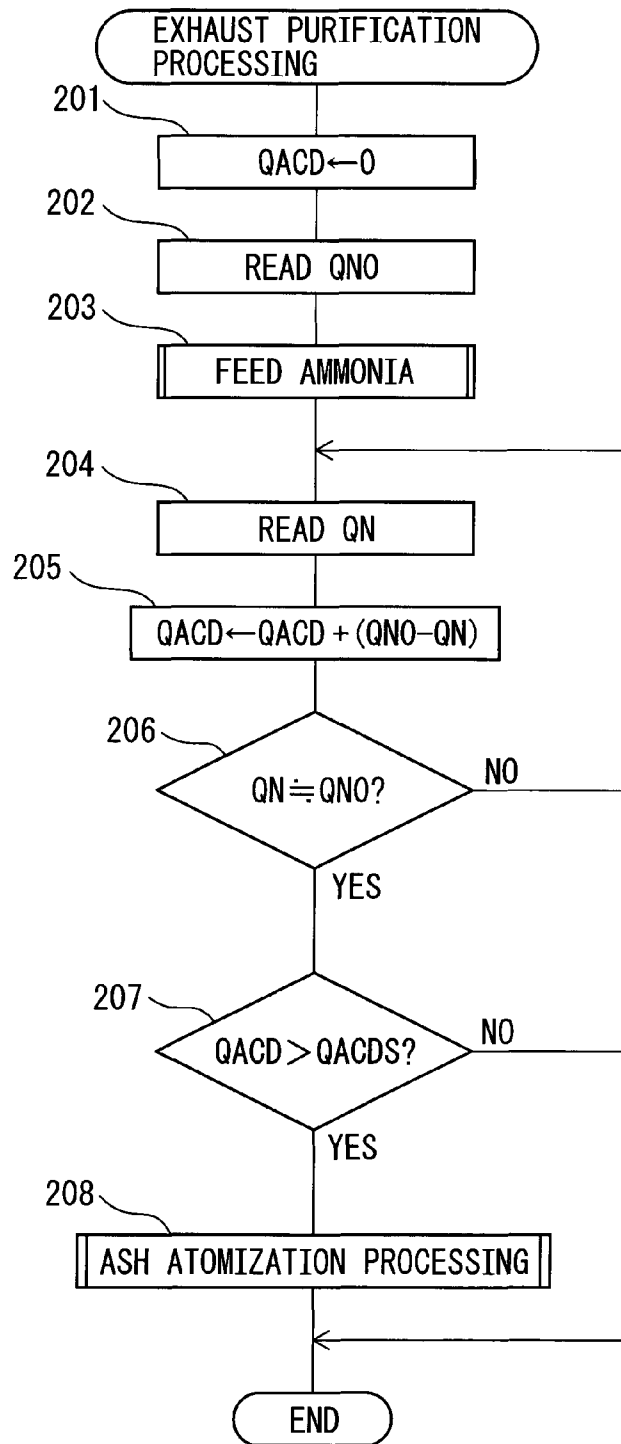 EXHAUST PURIFICATION
PROCESSING
201
QACD←0
202
READ QNO
203
FEED AMMONIA
204
READ QN
205
QACD←QACD+(QNO-QN)
206
QN≒QNO?
NO
YES
207
QACD>QACDS?
NO
YES
208
ASH ATOMIZATION PROCESSING
END